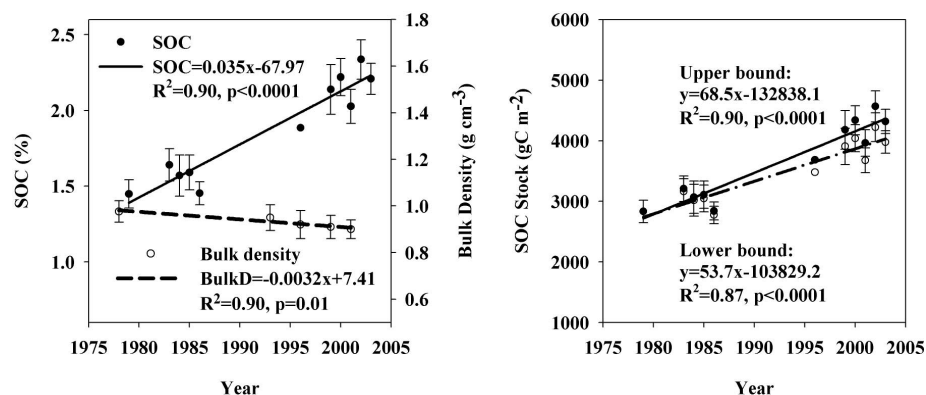 2.5
2.0
1.5
1.0
SOC (%)
SOC
SOC=0.035x-67.97
R²=0.90, p<0.0001
Bulk density
BulkD=-0.0032x+7.41
R²=0.90, p=0.01
1.8
1.6
1.4
1.2
1.0
0.8
0.6
Bulk Density (g cm⁻³)
1975 1980 1985 1990 1995 2000 2005
Year
6000
5000
4000
3000
2000
1000
SOC Stock (gC m⁻²)
Upper bound:
y=68.5x-132838.1
R²=0.90, p<0.0001
Lower bound:
y=53.7x-103829.2
R²=0.87, p<0.0001
1975 1980 1985 1990 1995 2000 2005
Year